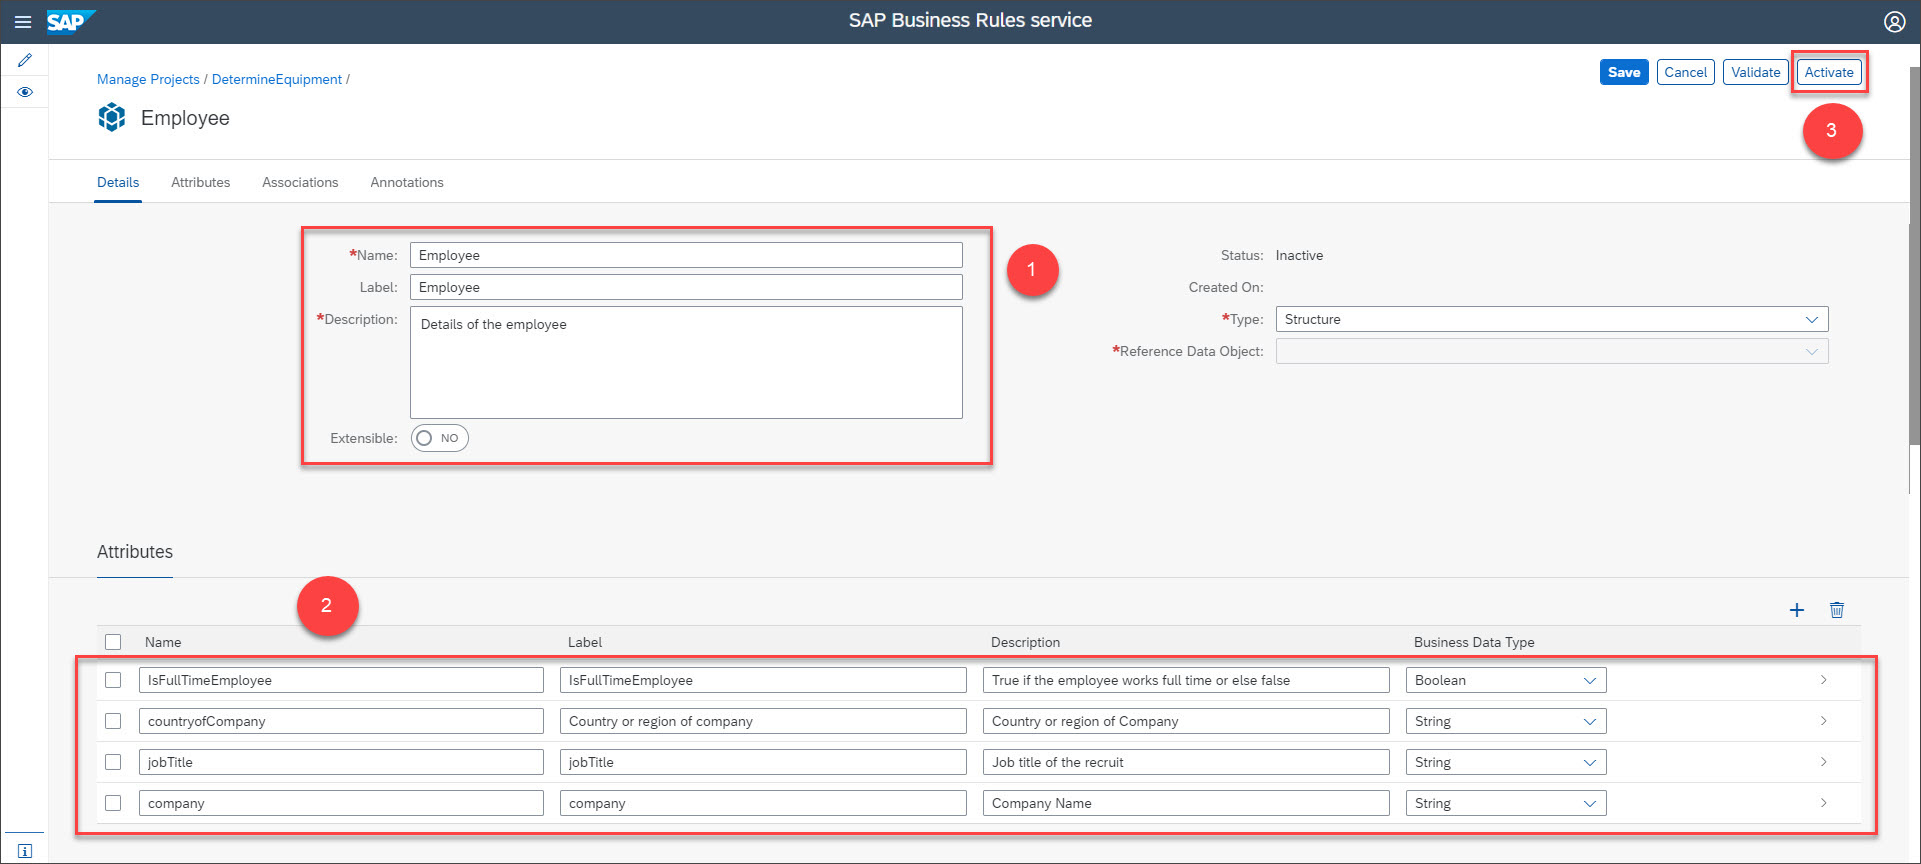 SAP SAP Business Rules service
Manage Projects / DetermineEquipment /
Save Cancel Validate Activate
Employee
3
Details Attributes Associations Annotations
*Name: Employee
Label: Employee
*Description: Details of the employee
Extensible: NO
1
Status: Inactive
Created On:
*Type: Structure
*Reference Data Object:
Attributes
2
Name Label Description Business Data Type
IsFullTimeEmployee IsFullTimeEmployee True if the employee works full time or else false Boolean
countryofCompany Country or region of company Country or region of Company String
jobTitle jobTitle Job title of the recruit String
company company Company Name String